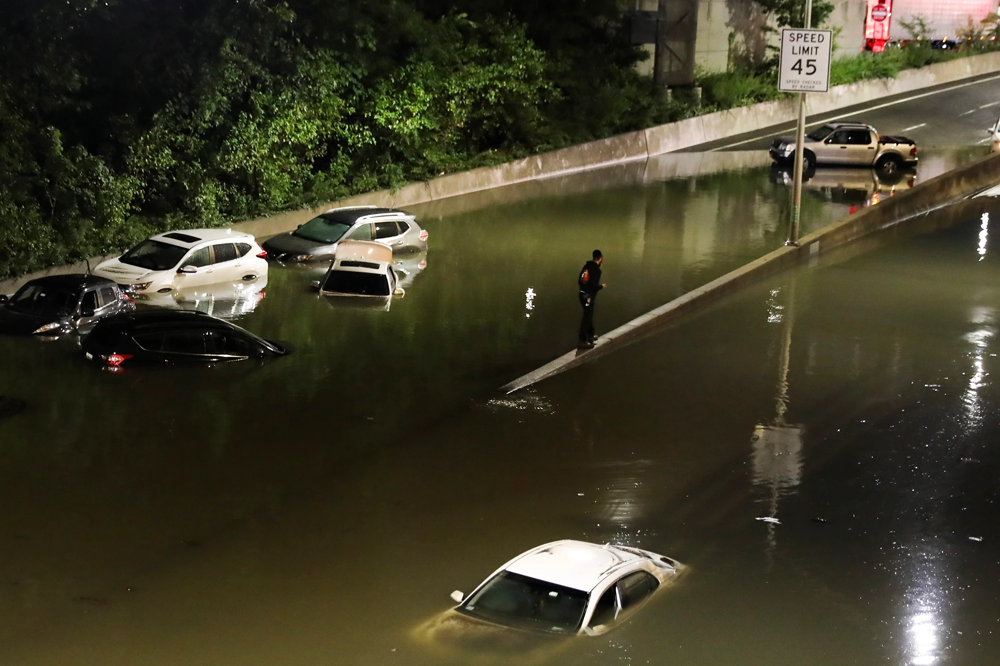 SPEED
LIMIT
45
SPEED CHECKED
BY RADAR